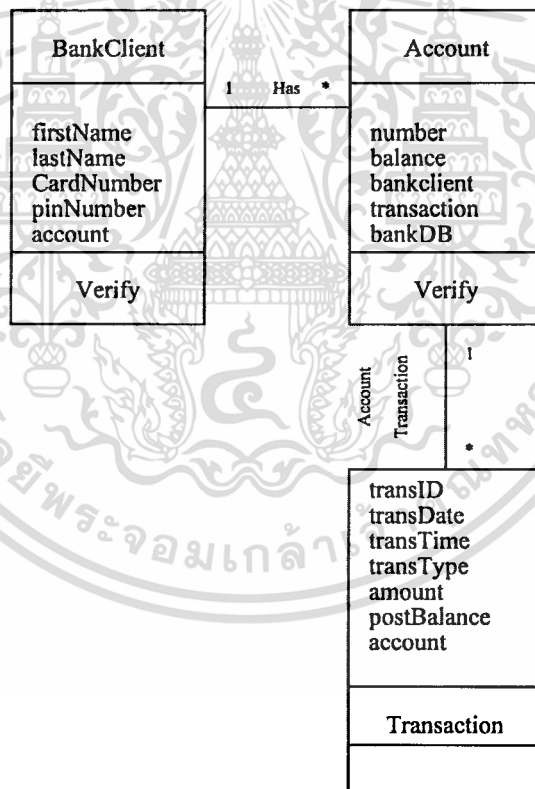 BankClient
firstName
lastName
CardNumber
pinNumber
account
Verify
1 Has *
Account
number
balance
bankclient
transaction
bankDB
Verify
Account
Transaction
1
*
transID
transDate
transTime
transType
amount
postBalance
account
Transaction